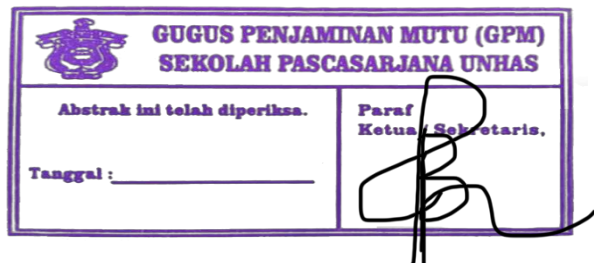 GUGUS PENJAMINAN MUTU (GPM)
SEKOLAH PASCASARJANA UNHAS
Abstrak ini telah diperiksa.
Tanggal :
Paraf
Ketua / Sekretaris,